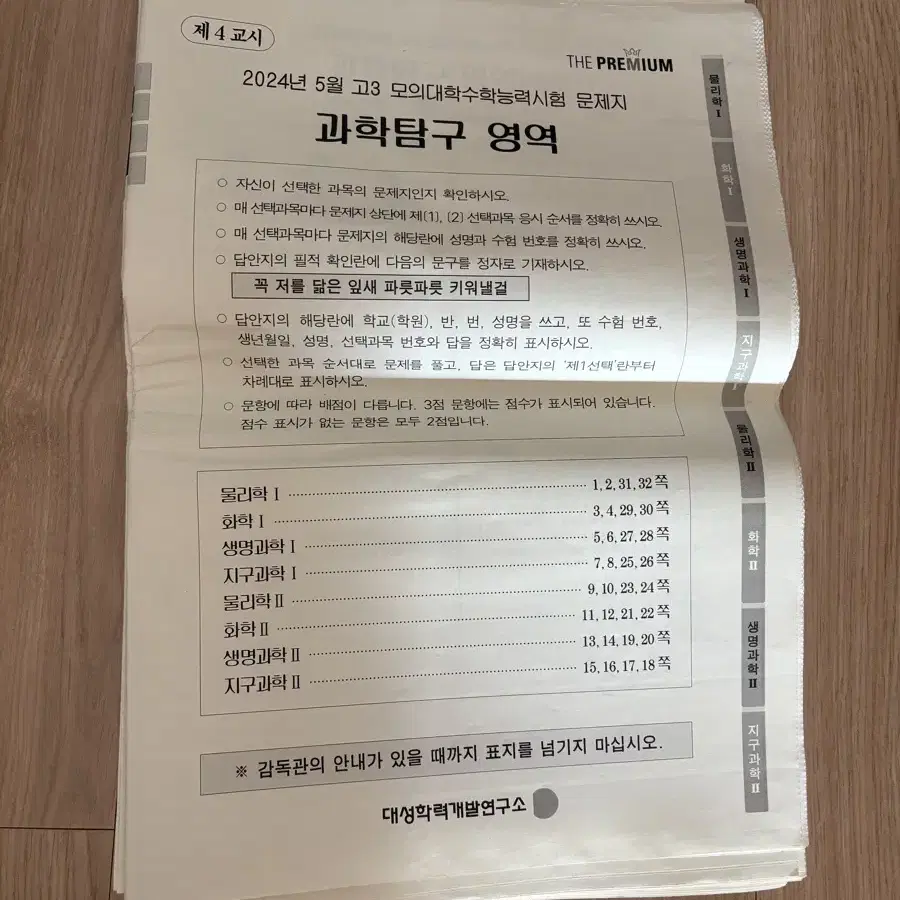 제 4 교시
THE PREMIUM
2024년 5월 고3 모의대학수학능력시험 문제지
과학탐구 영역
○ 자신이 선택한 과목의 문제지인지 확인하시오.
○ 매 선택과목마다 문제지 상단에 제(1), (2) 선택과목 응시 순서를 정확히 쓰시오.
○ 매 선택과목마다 문제지의 해당란에 성명과 수험 번호를 정확히 쓰시오.
○ 답안지의 필적 확인란에 다음의 문구를 정자로 기재하시오.
꼭 저를 닮은 잎새 파릇파릇 키워낼걸
○ 답안지의 해당란에 학교(학원), 반, 번, 성명을 쓰고, 또 수험 번호,
생년월일, 성명, 선택과목 번호와 답을 정확히 표시하시오.
○ 선택한 과목 순서대로 문제를 풀고, 답은 답안지의 '제1선택'란부터
차례대로 표시하시오.
○ 문항에 따라 배점이 다릅니다. 3점 문항에는 점수가 표시되어 있습니다.
점수 표시가 없는 문항은 모두 2점입니다.
물리학 Ⅰ 1, 2, 31, 32 쪽
화학 Ⅰ 3, 4, 29, 30 쪽
생명과학 Ⅰ 5, 6, 27, 28 쪽
지구과학 Ⅰ 7, 8, 25, 26 쪽
물리학 Ⅱ 9, 10, 23, 24 쪽
화학 Ⅱ 11, 12, 21, 22 쪽
생명과학 Ⅱ 13, 14, 19, 20 쪽
지구과학 Ⅱ 15, 16, 17, 18 쪽
※ 감독관의 안내가 있을 때까지 표지를 넘기지 마십시오.
대성학력개발연구소
물리학 Ⅰ
화학 Ⅰ
생명과학 Ⅰ
지구과학 Ⅰ
물리학 Ⅱ
화학 Ⅱ
생명과학 Ⅱ
지구과학 Ⅱ